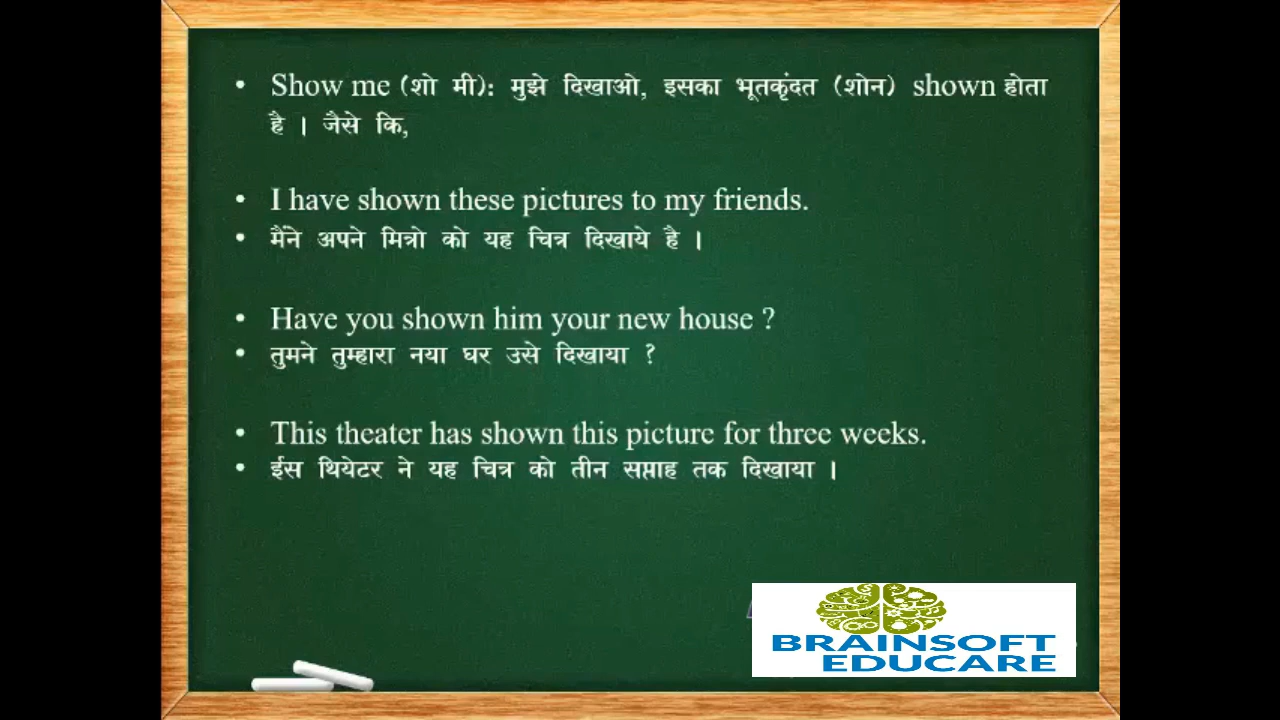 • Show me (शो मी): मुझे दिखाओ, इसका भूतकृंदत (शोन) shown होता
है । जैसे कि,
• I have shown these pictures to my friends.
• मैंने अपने मित्रो को यह चित्र दिखाये है ।
• Have you shown him your new house ?
• तुमने तुम्हारा नया घर उसे दिखाया ?
• This theater has shown this picture for three weeks.
• ईस थियेटर ने यह चित्र को तीन सप्ताह तक दिखाया ।
BRAINSOFT
EDUCARE